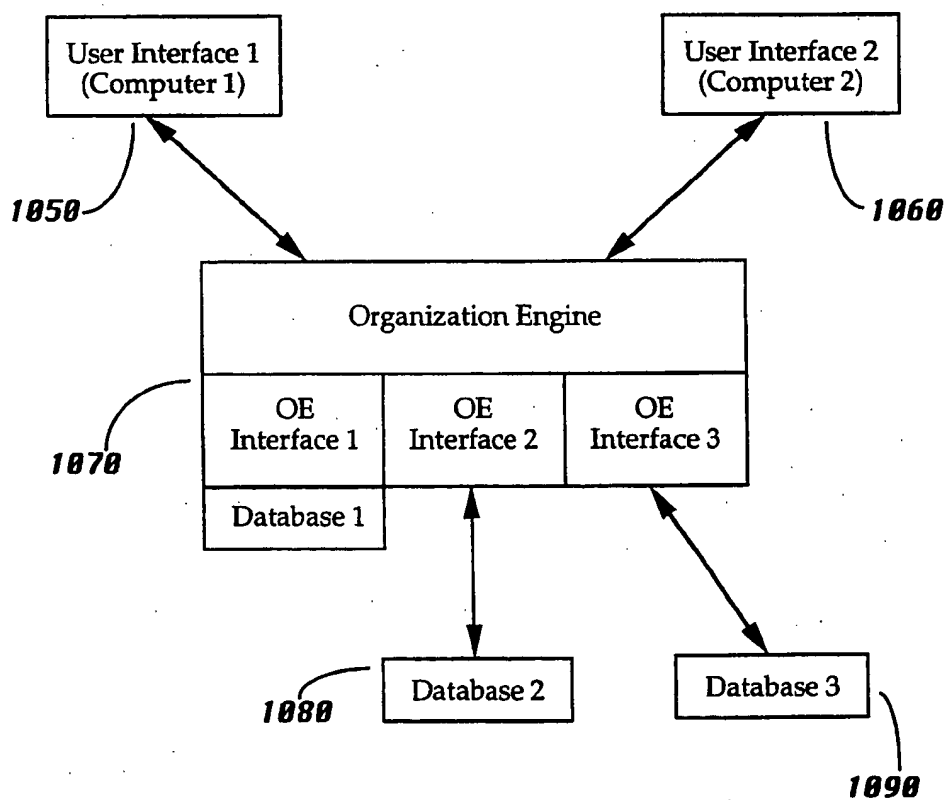 User Interface 1
(Computer 1)
User Interface 2
(Computer 2)
1050
1060
Organization Engine
OE
Interface 1
OE
Interface 2
OE
Interface 3
1070
Database 1
Database 2
Database 3
1080
1090